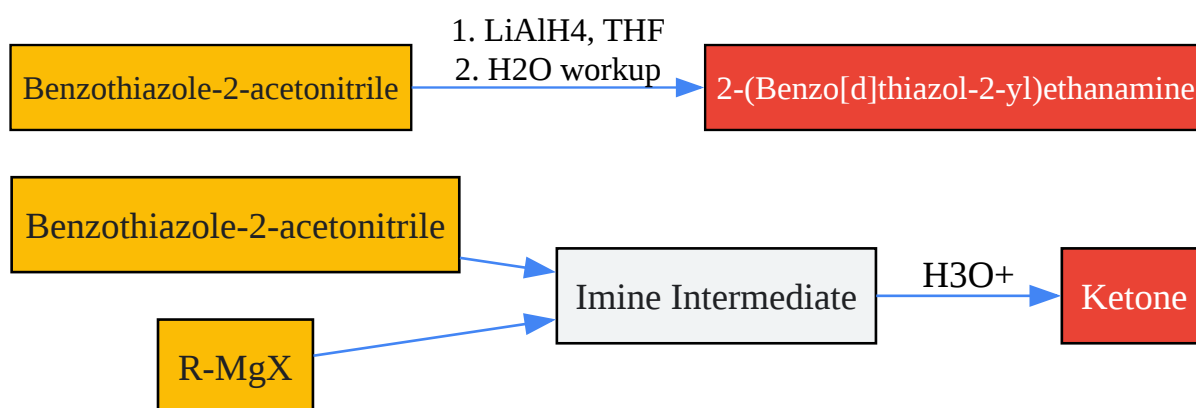 1. LiAlH4, THF
2. H2O workup
Benzothiazole-2-acetonitrile
2-(Benzo[d]thiazol-2-yl)ethanamine
Benzothiazole-2-acetonitrile
R-MgX
Imine Intermediate
H3O+
Ketone